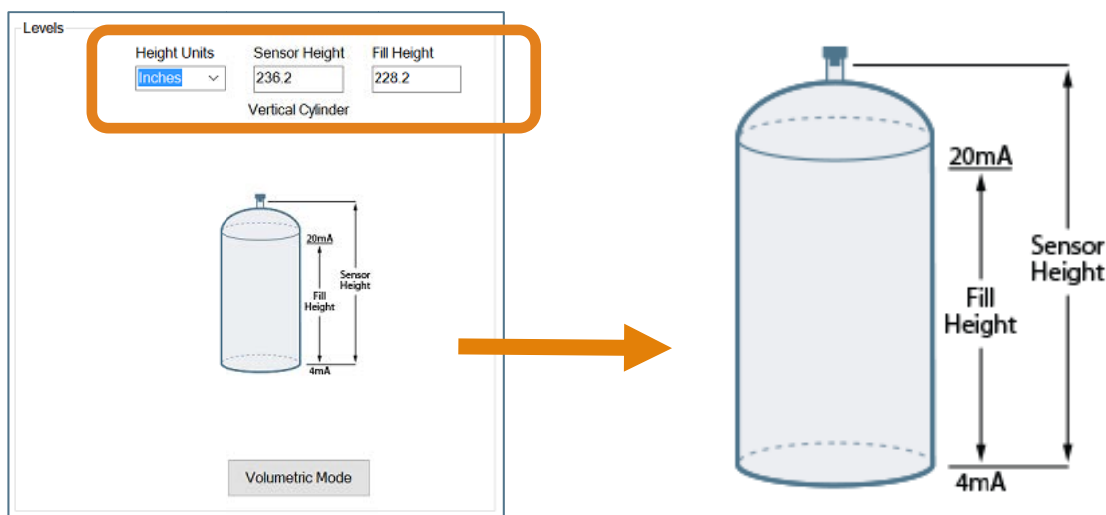 Levels
Height Units Sensor Height Fill Height
Inches 236.2 228.2
Vertical Cylinder
20mA
Sensor
Height
Fill
Height
4mA
Volumetric Mode
20mA
Sensor
Height
Fill
Height
4mA